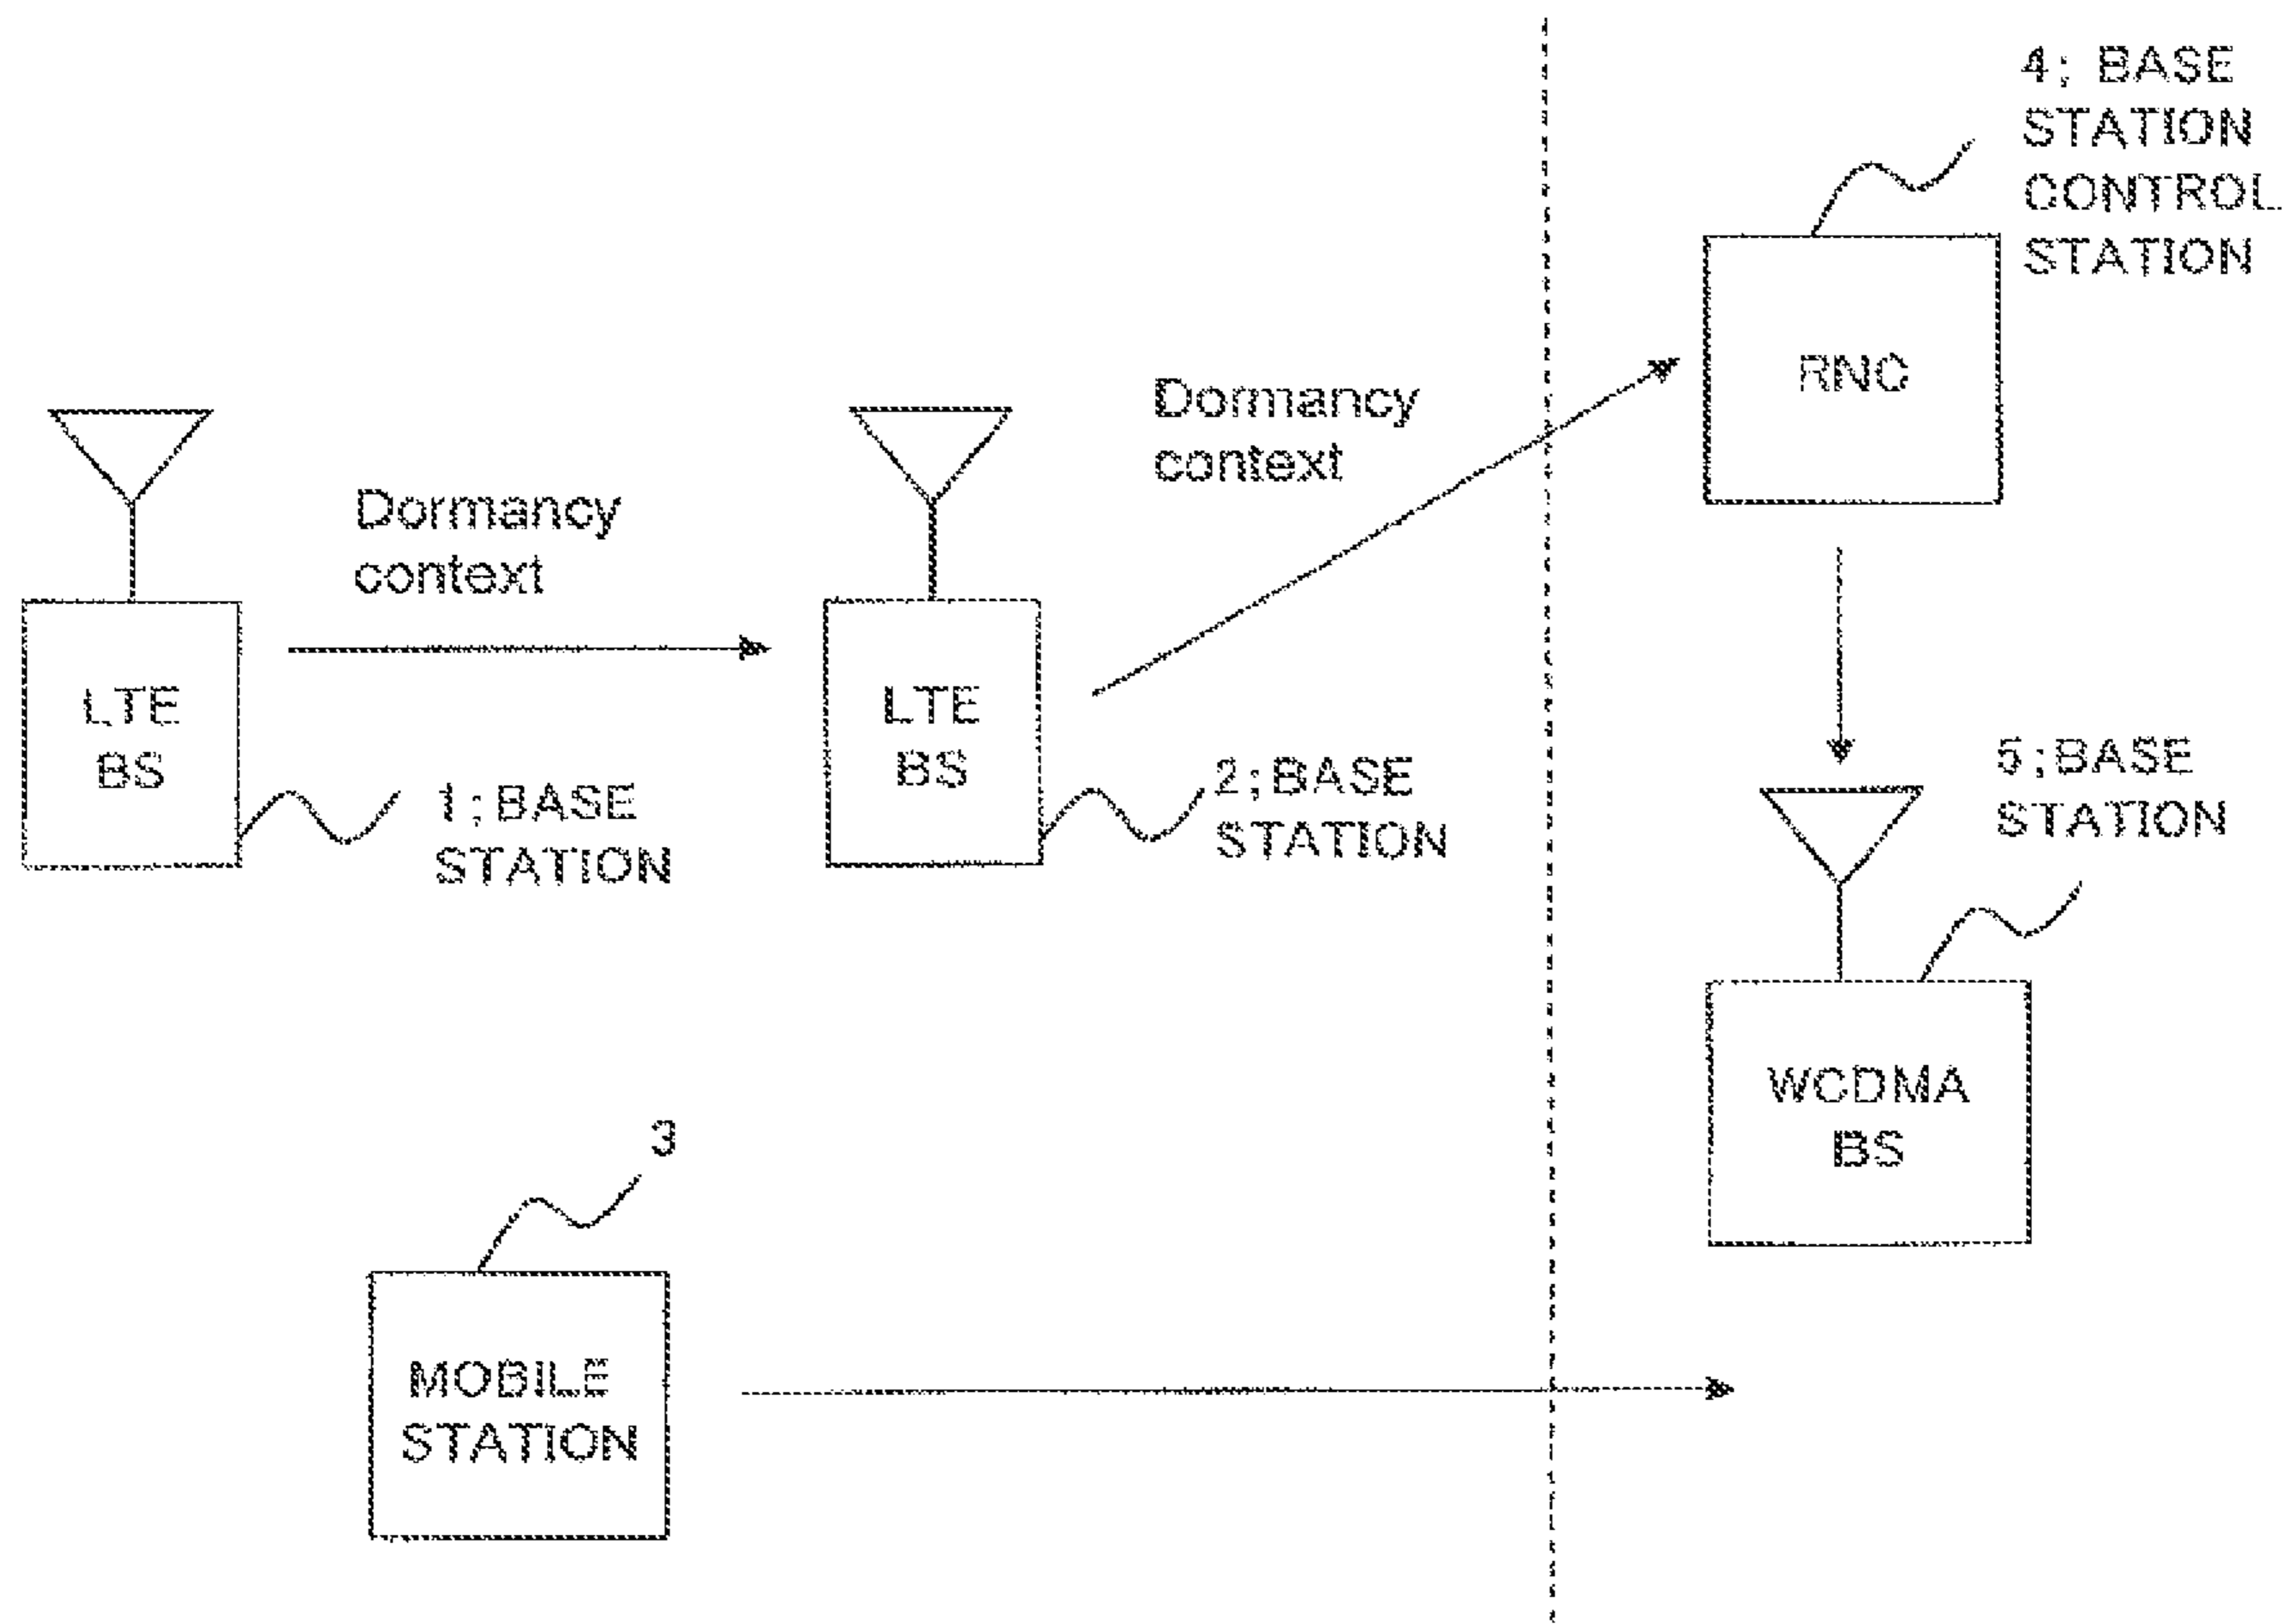 4; BASE
STATION
CONTROL
STATION
RNC
Dormancy
context
Dormancy
context
LTE
BS
1;BASE
STATION
LTE
BS
2;BASE
STATION
5;BASE
STATION
WCDMA
BS
3
MOBILE
STATION